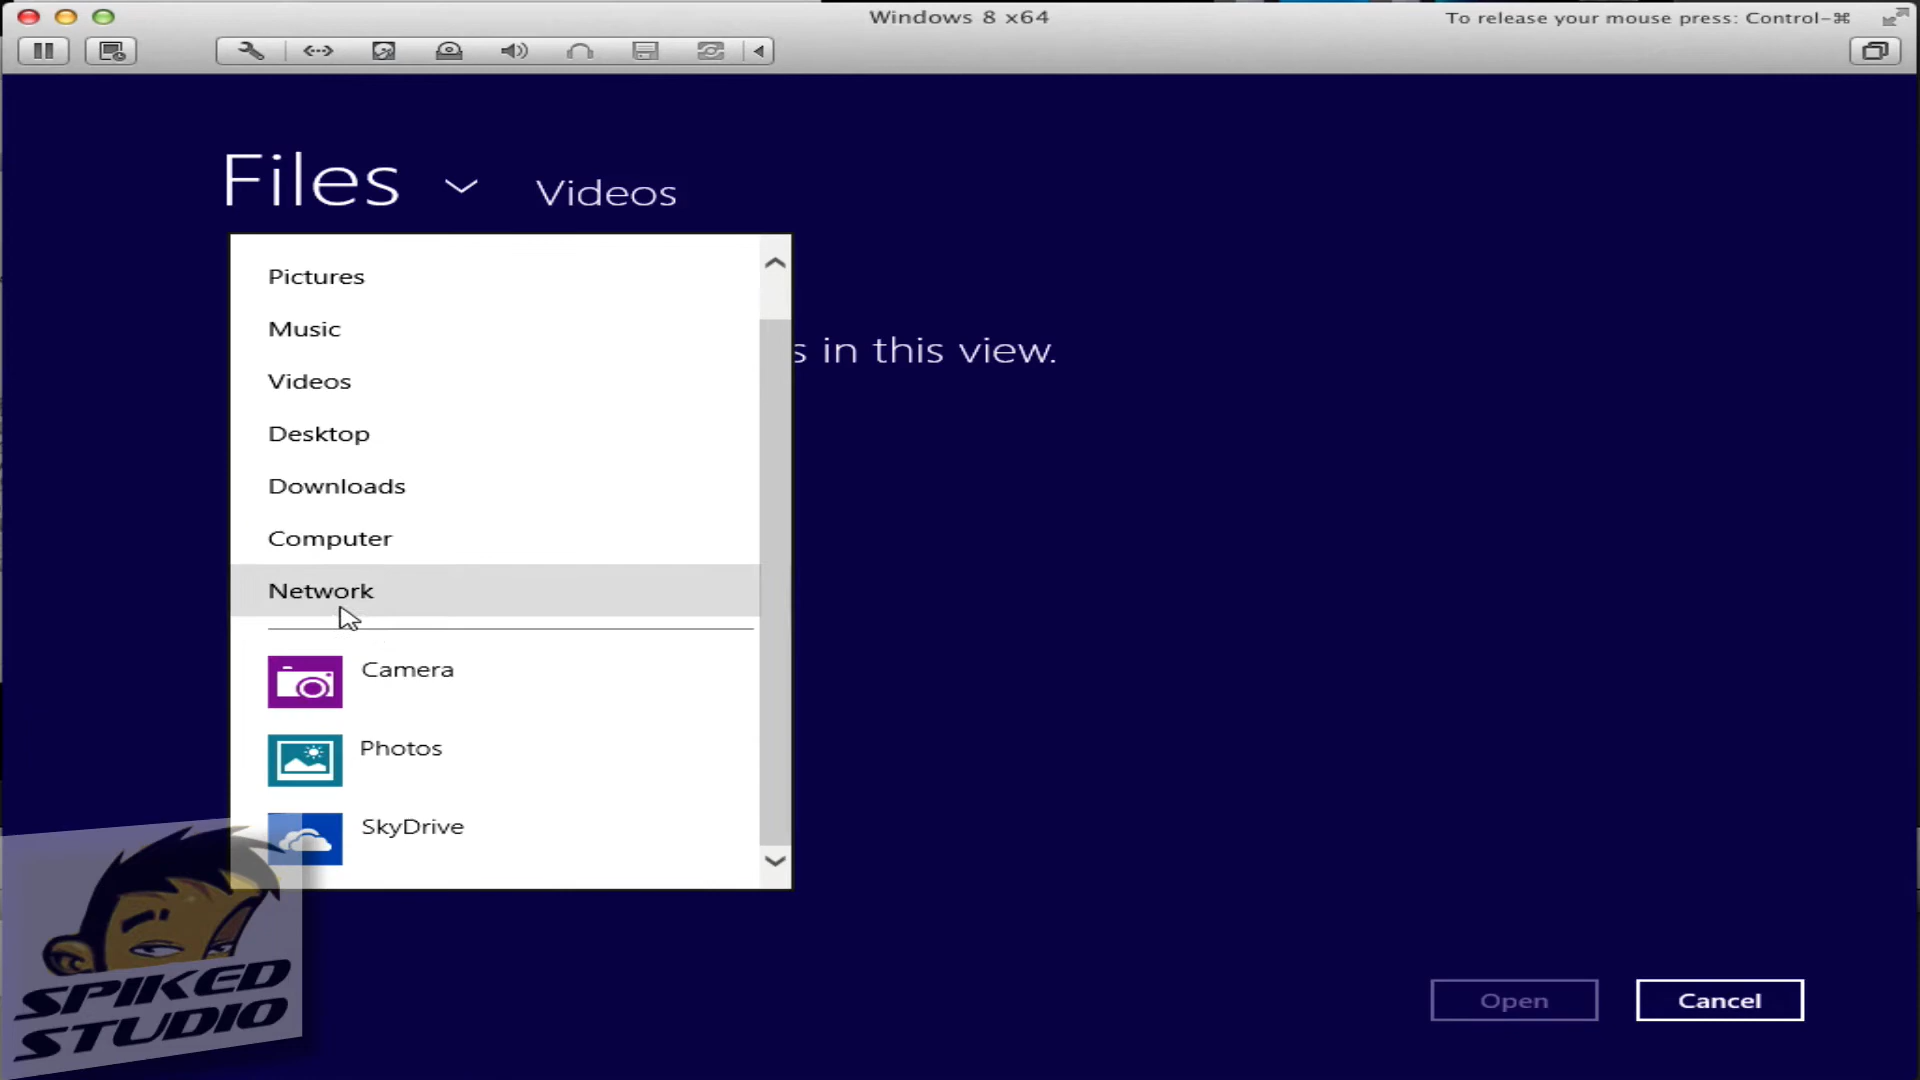 Windows 8 x64
To release your mouse press: Control-⌘
Files
Videos
Pictures
Music
Videos
Desktop
Downloads
Computer
Network
Camera
Photos
SkyDrive
s in this view.
Open
Cancel
SPIKED
STUDIO